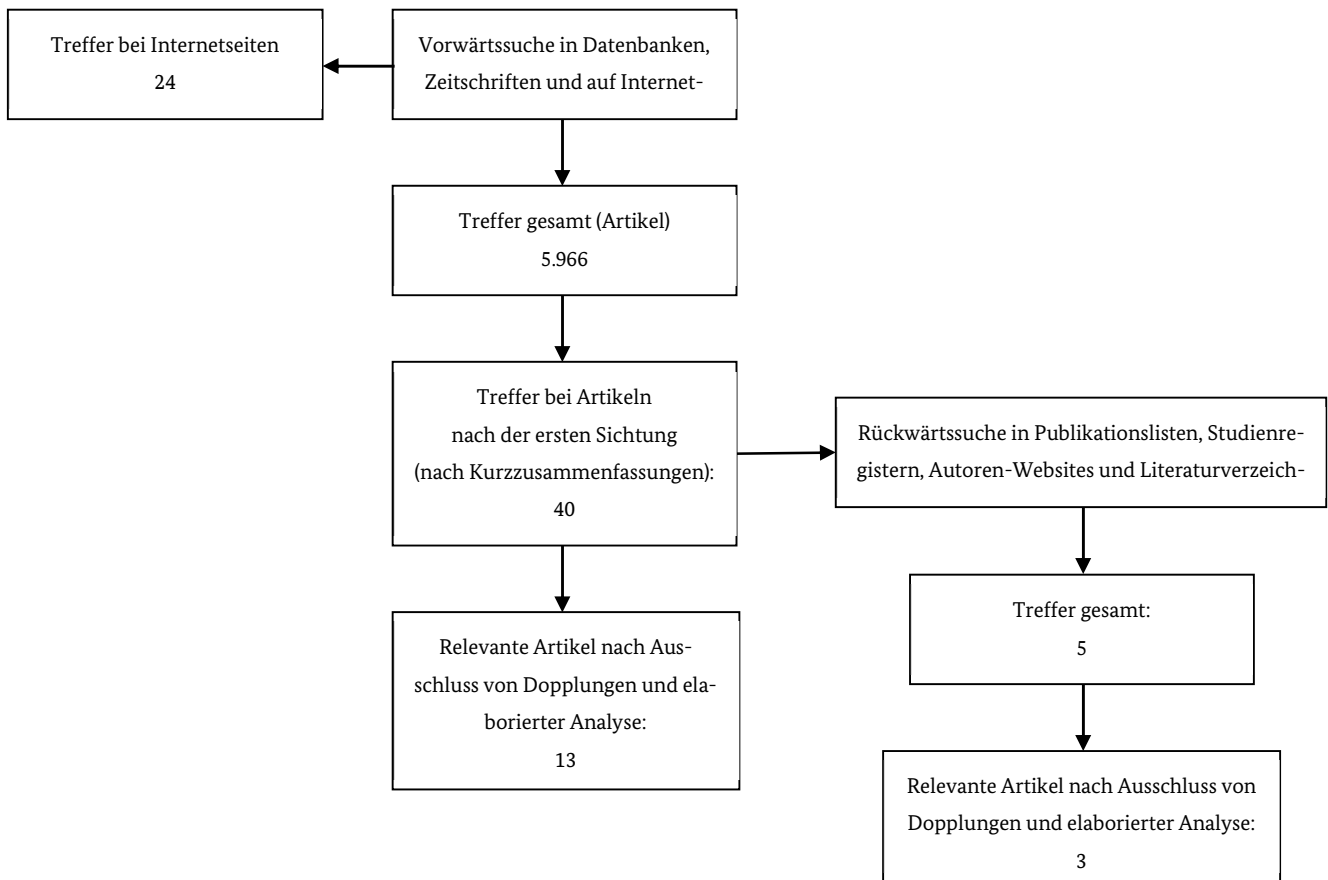 Treffer bei Internetseiten
24
Vorwärtssuche in Datenbanken,
Zeitschriften und auf Internet-
Treffer gesamt (Artikel)
5.966
Treffer bei Artikeln
nach der ersten Sichtung
(nach Kurzzusammenfassungen):
40
Rückwärtssuche in Publikationslisten, Studienre-
gistern, Autoren-Websites und Literaturverzeich-
Treffer gesamt:
5
Relevante Artikel nach Aus-
schluss von Dopplungen und ela-
borierter Analyse:
13
Relevante Artikel nach Ausschluss von
Dopplungen und elaborierter Analyse:
3